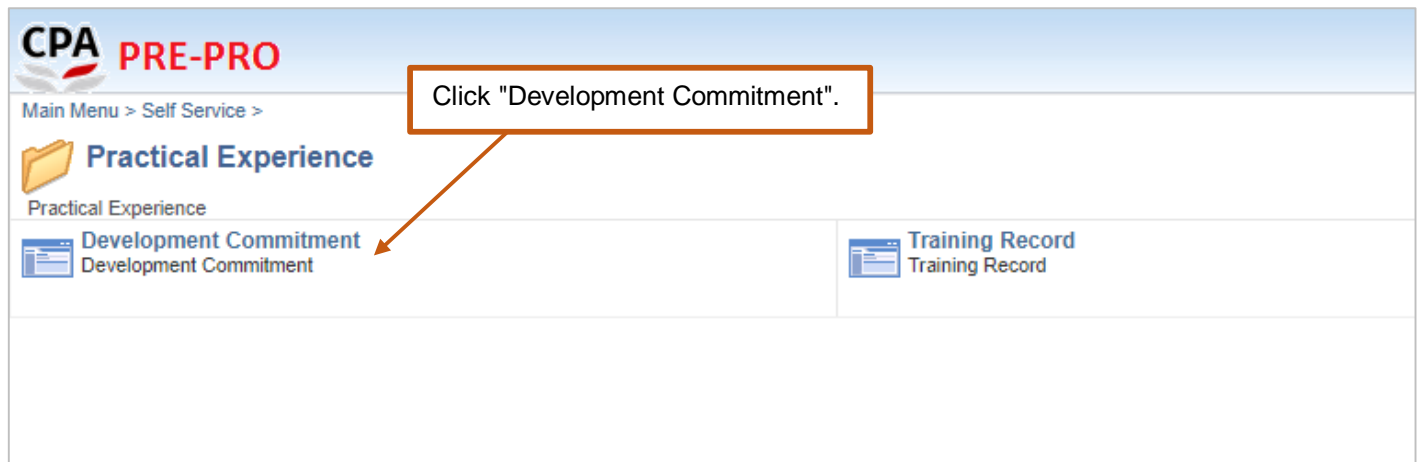 CPA PRE-PRO
Click "Development Commitment".
Main Menu > Self Service >
Practical Experience
Practical Experience
Development Commitment
Development Commitment
Training Record
Training Record